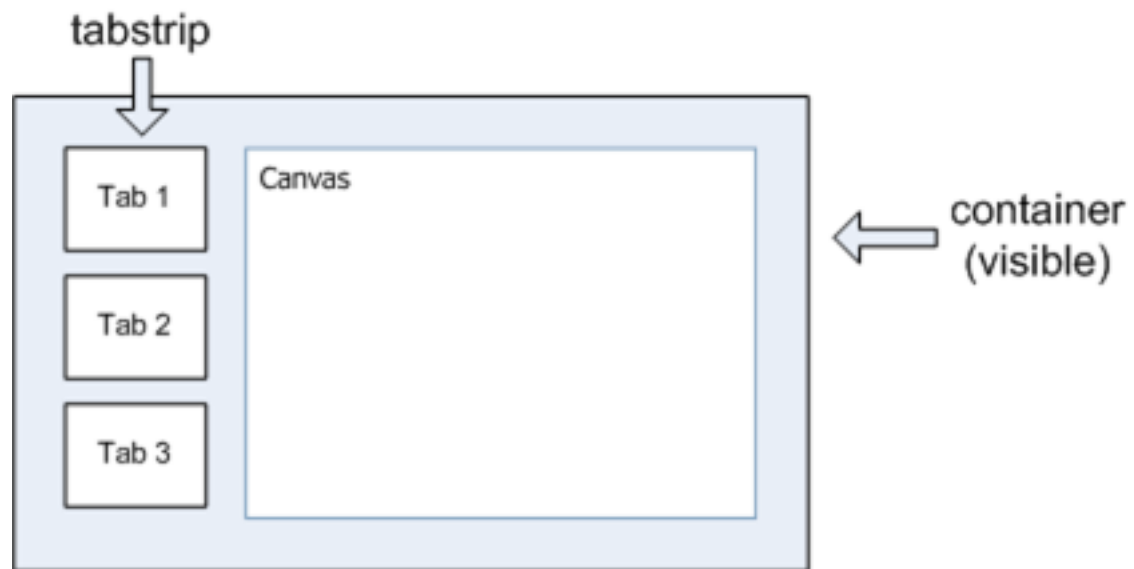 tabstrip
Tab 1
Canvas
container
(visible)
Tab 2
Tab 3